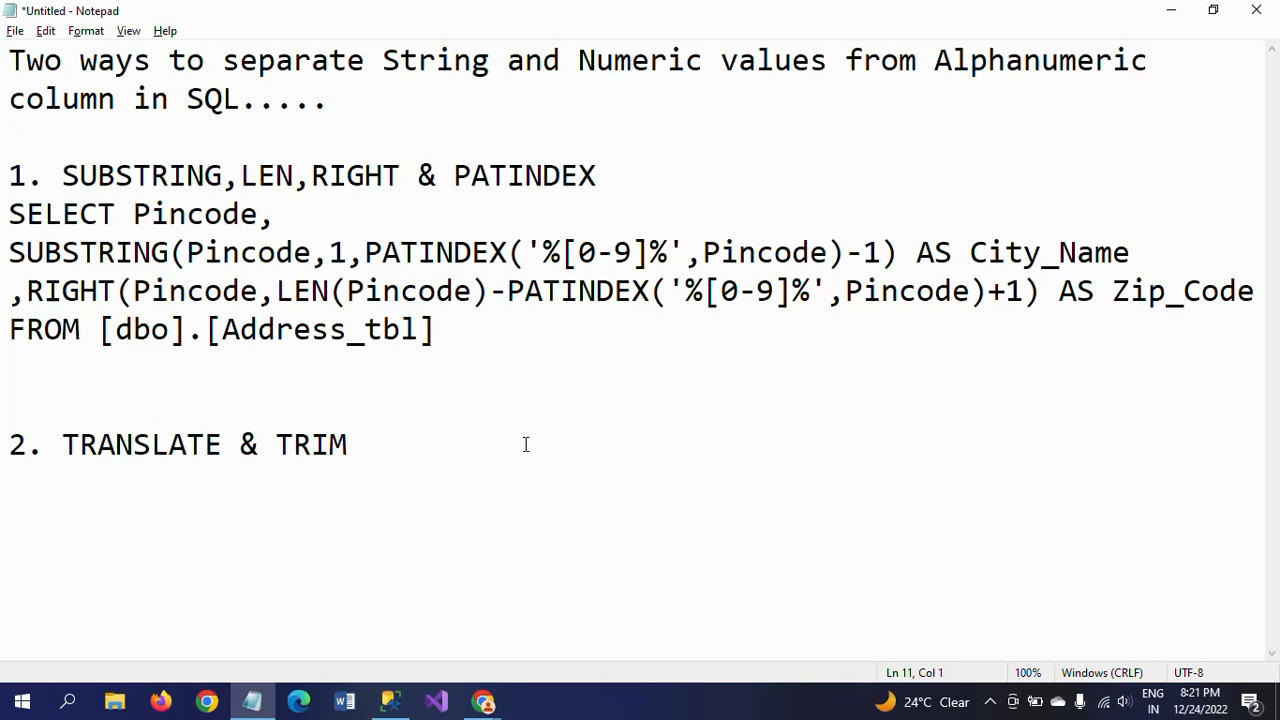 *Untitled - Notepad
File Edit Format View Help
Two ways to separate String and Numeric values from Alphanumeric
column in SQL.....
1. SUBSTRING,LEN,RIGHT & PATINDEX
SELECT Pincode,
SUBSTRING(Pincode,1,PATINDEX('%[0-9]%',Pincode)-1) AS City_Name
,RIGHT(Pincode,LEN(Pincode)-PATINDEX('%[0-9]%',Pincode)+1) AS Zip_Code
FROM [dbo].[Address_tbl]
2. TRANSLATE & TRIM
Ln 11, Col 1 100% Windows (CRLF) UTF-8
24°C Clear ENG 8:21 PM
IN 12/24/2022 2